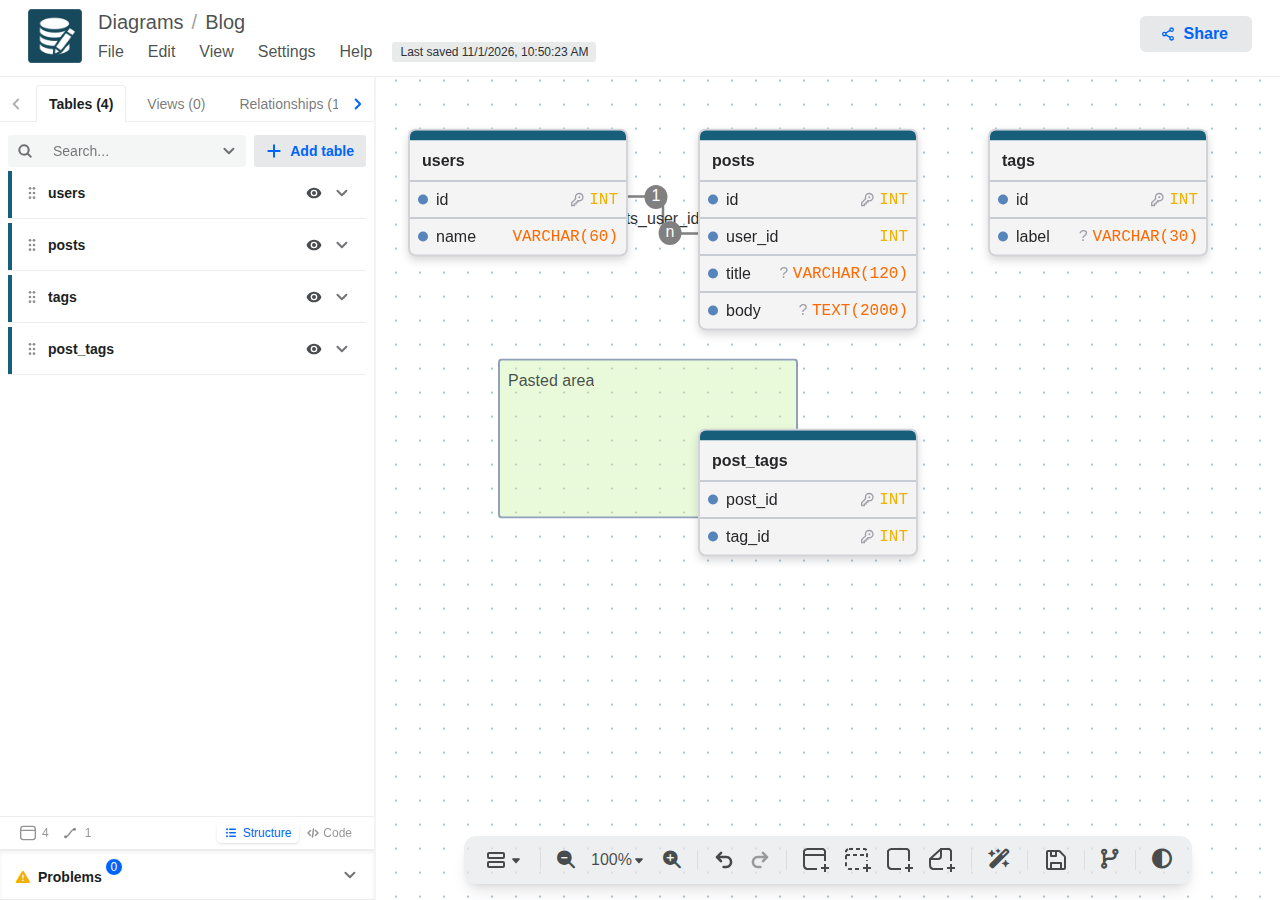 Diagrams / Blog
File Edit View Settings Help Last saved 11/1/2026, 10:50:23 AM
Share
Tables (4) Views (0) Relationships (1
Search... Add table
users
posts
tags
post_tags
4 1 Structure Code
Problems 0
users
id INT
name VARCHAR(60)
1
ts_user_id
n
posts
id INT
user_id INT
title ? VARCHAR(120)
body ? TEXT(2000)
tags
id INT
label ? VARCHAR(30)
Pasted area
post_tags
post_id INT
tag_id INT
100%